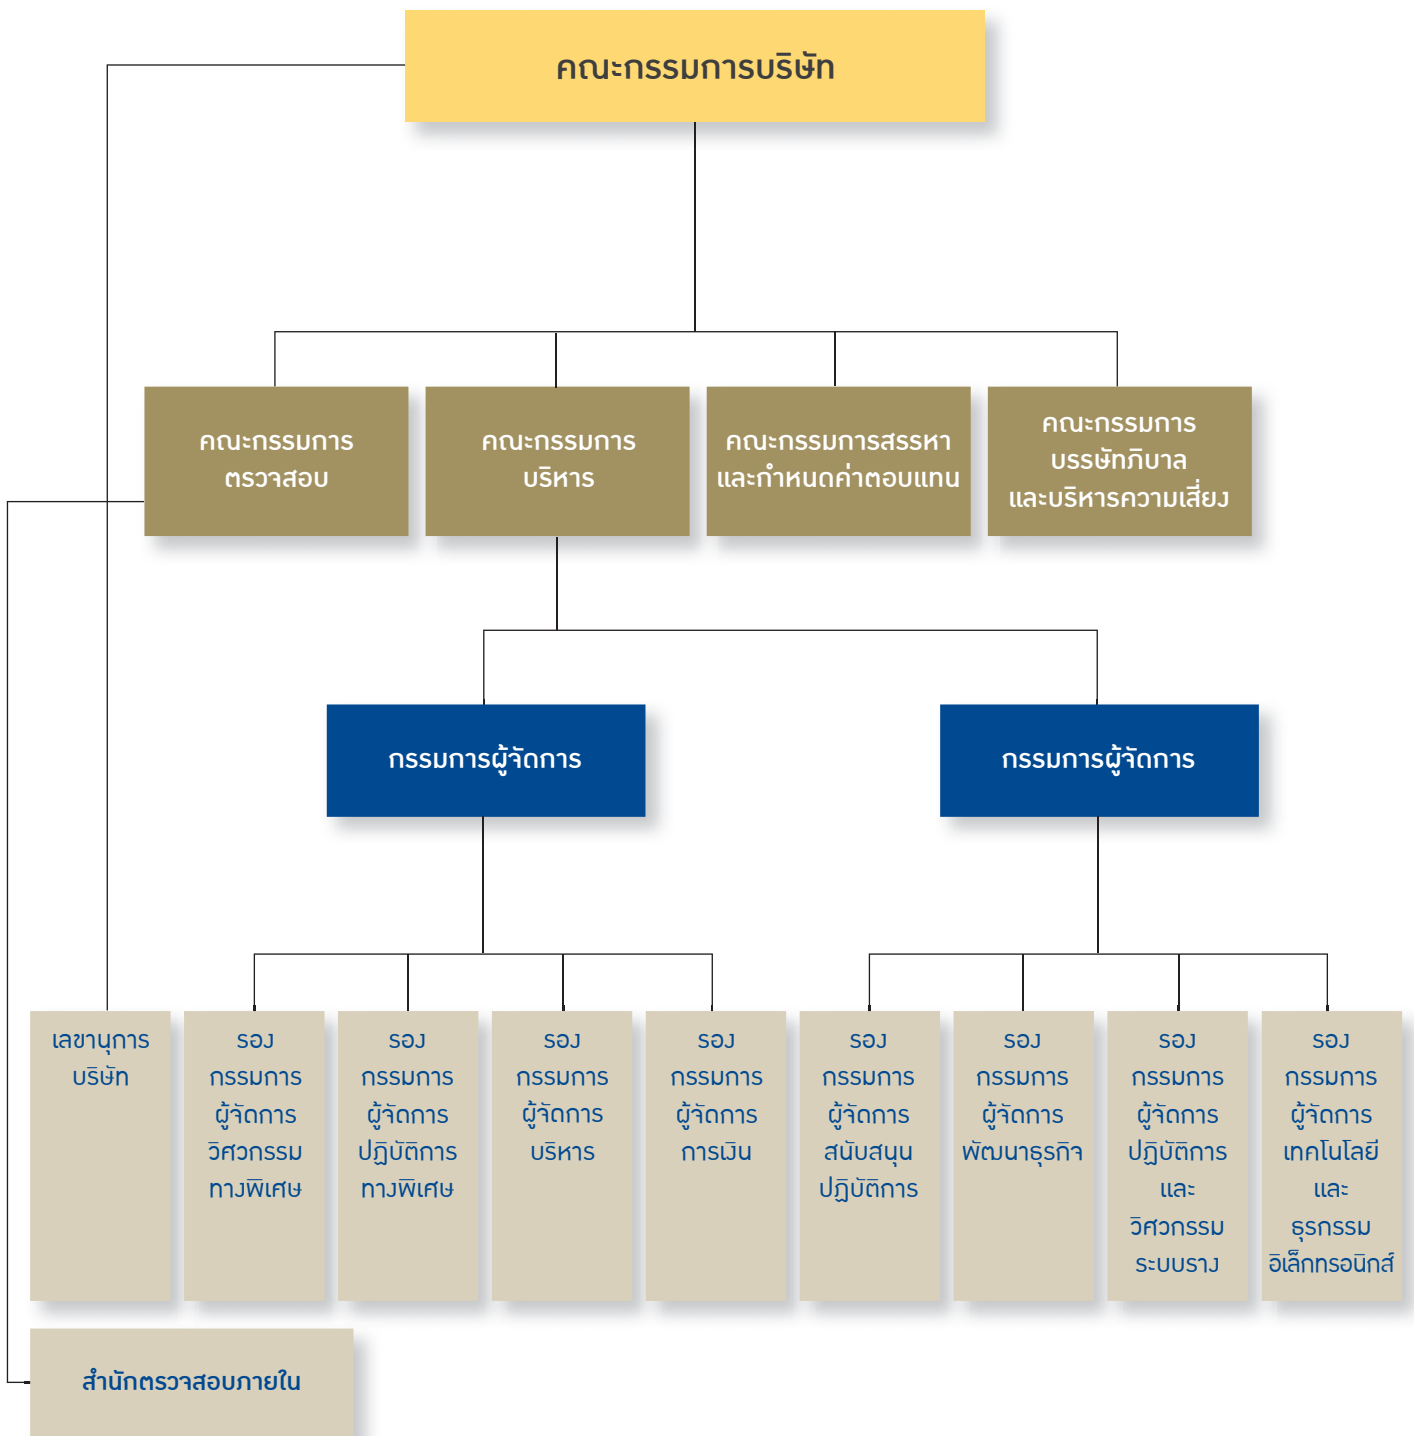 คณะกรรมการบริษัท
คณะกรรมการ
ตรวจสอบ
คณะกรรมการ
บริหาร
คณะกรรมการสรรหา
และกำหนดค่าตอบแทน
คณะกรรมการ
บรรษัทภิบาล
และบริหารความเสี่ยง
กรรมการผู้จัดการ
กรรมการผู้จัดการ
เลขานุการ
บริษัท
รอง
กรรมการ
ผู้จัดการ
วิศวกรรม
ทางพิเศษ
รอง
กรรมการ
ผู้จัดการ
ปฏิบัติการ
ทางพิเศษ
รอง
กรรมการ
ผู้จัดการ
บริหาร
รอง
กรรมการ
ผู้จัดการ
การเงิน
รอง
กรรมการ
ผู้จัดการ
สนับสนุน
ปฏิบัติการ
รอง
กรรมการ
ผู้จัดการ
พัฒนาธุรกิจ
รอง
กรรมการ
ผู้จัดการ
ปฏิบัติการ
และ
วิศวกรรม
ระบบราง
รอง
กรรมการ
ผู้จัดการ
เทคโนโลยี
และ
ธุรกรรม
อิเล็กทรอนิกส์
สำนักตรวจสอบภายใน